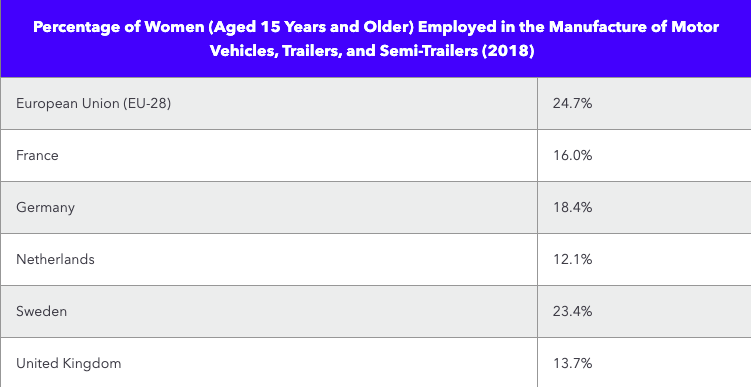 Percentage of Women (Aged 15 Years and Older) Employed in the Manufacture of Motor
Vehicles, Trailers, and Semi-Trailers (2018)
European Union (EU-28) 24.7%
France 16.0%
Germany 18.4%
Netherlands 12.1%
Sweden 23.4%
United Kingdom 13.7%